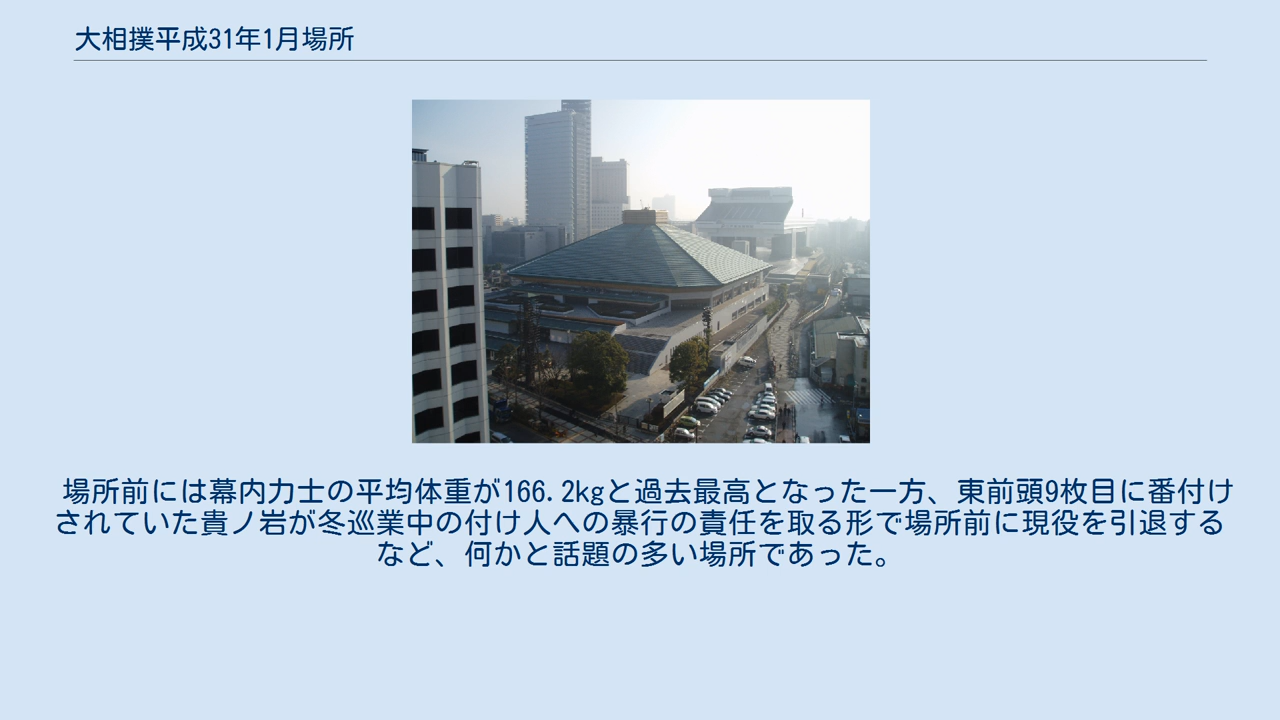 大相撲平成31年1月場所
場所前には幕内力士の平均体重が166.2kgと過去最高となった一方、東前頭9枚目に番付け
されていた貴ノ岩が冬巡業中の付け人への暴行の責任を取る形で場所前に現役を引退する
など、何かと話題の多い場所であった。